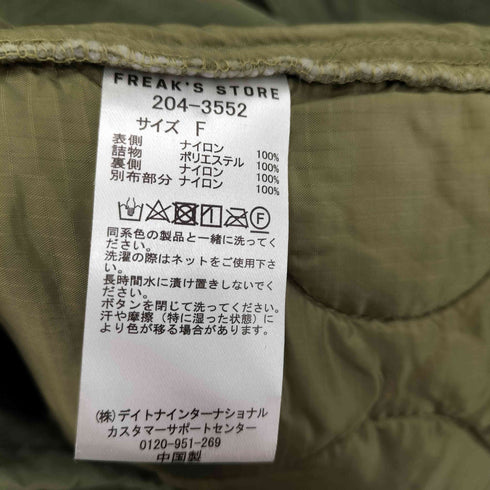 FREAK'S STORE
204-3552
サイズ F
表側 ナイロン 100%
詰物 ポリエステル 100%
裏側 ナイロン 100%
別布部分 ナイロン 100%
F
同系色の製品と一緒に洗ってく
ださい。
洗濯の際はネットをご使用下さ
い。
長時間水に漬け置きしないでく
ださい。
ボタンを閉じて洗ってください。
汗や摩擦（特に湿った状態）に
より色が移る場合があります。
(株)デイトナインターナショナル
カスタマーサポートセンター
0120-951-269
中国製